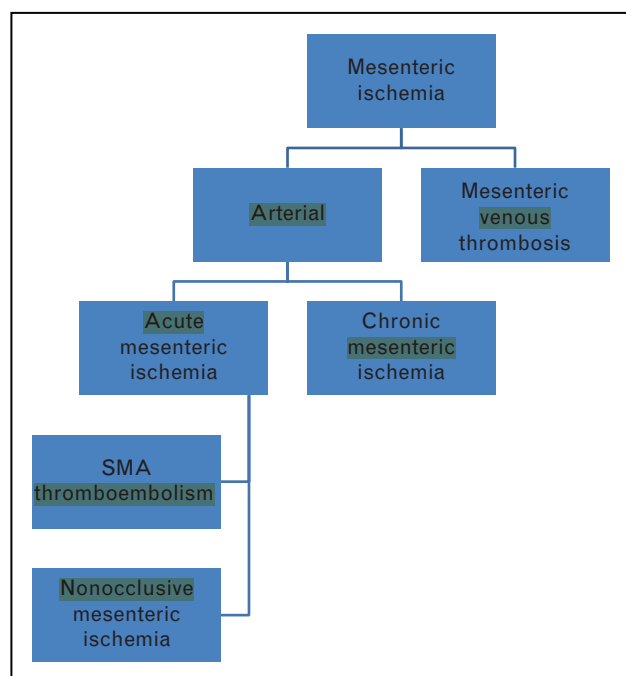 Mesenteric
ischemia
Arterial
Mesenteric
venous
thrombosis
Acute
mesenteric
ischemia
Chronic
mesenteric
ischemia
SMA
thromboembolism
Nonocclusive
mesenteric
ischemia